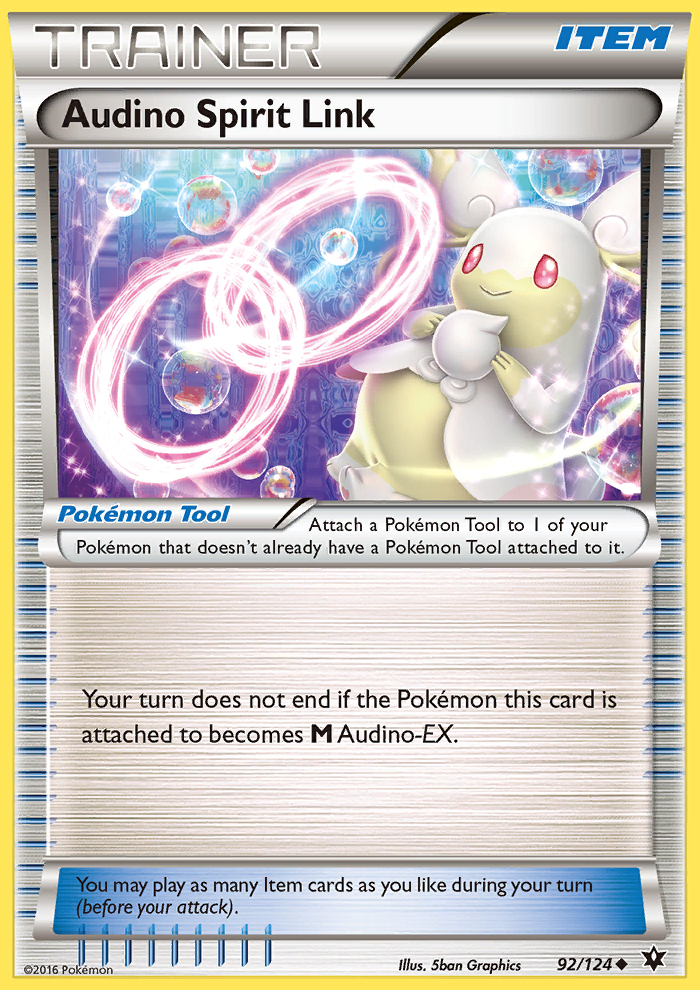 TRAINER
ITEM
Audino Spirit Link
Pokémon Tool
Attach a Pokémon Tool to 1 of your
Pokémon that doesn't already have a Pokémon Tool attached to it.
Your turn does not end if the Pokémon this card is
attached to becomes M Audino-EX.
You may play as many Item cards as you like during your turn
(before your attack).
©2016 Pokémon
Illus. 5ban Graphics
92/124